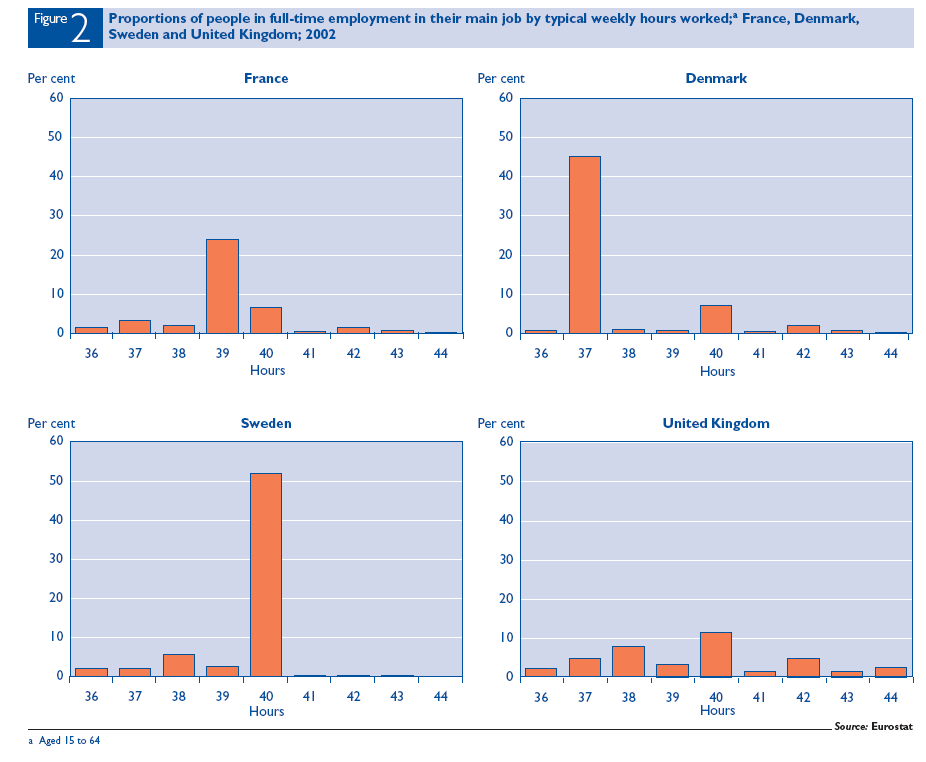 Figure 2
Proportions of people in full-time employment in their main job by typical weekly hours worked;a France, Denmark,
Sweden and United Kingdom; 2002
Per cent
France
60
50
40
30
20
10
0
36 37 38 39 40 41 42 43 44
Hours
Per cent
Denmark
60
50
40
30
20
10
0
36 37 38 39 40 41 42 43 44
Hours
Per cent
Sweden
60
50
40
30
20
10
0
36 37 38 39 40 41 42 43 44
Hours
Per cent
United Kingdom
60
50
40
30
20
10
0
36 37 38 39 40 41 42 43 44
Hours
Source: Eurostat
a Aged 15 to 64